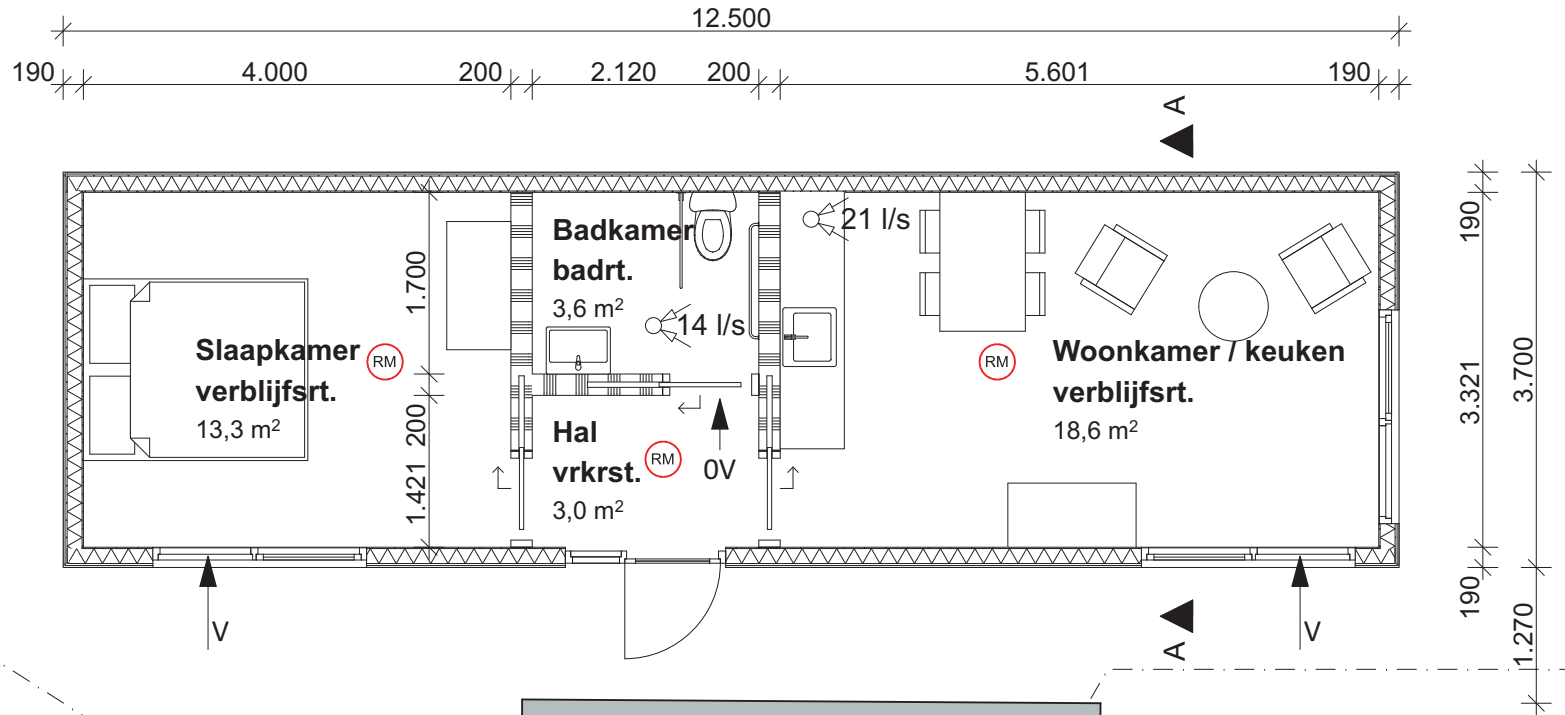 12.500
190
4.000
200
2.120
200
5.601
190
A
190
3.321
3.700
190
1.270
1.700
200
1.421
Badkamer
badrt.
3,6 m²
14 l/s
21 l/s
Slaapkamer
verblijfsrt.
13,3 m²
RM
RM
Woonkamer / keuken
verblijfsrt.
18,6 m²
Hal
vrkrst.
3,0 m²
RM
0V
V
V
A